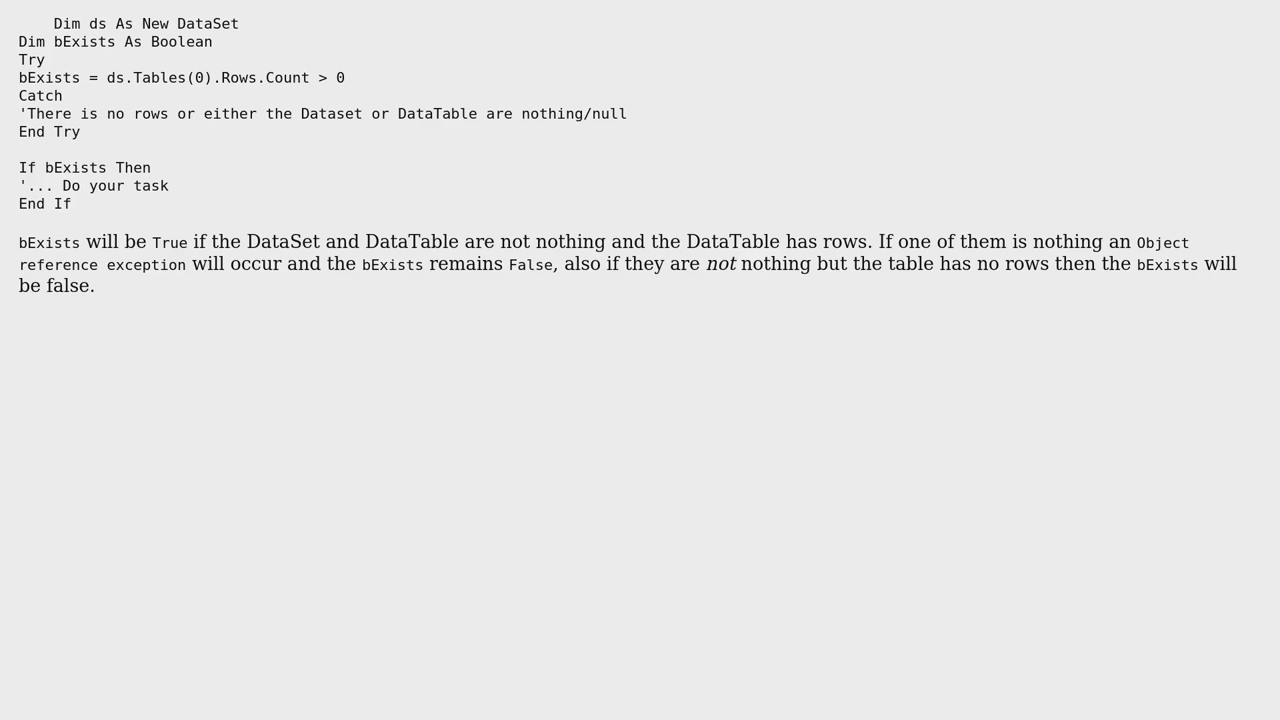 Dim ds As New DataSet
Dim bExists As Boolean
Try
bExists = ds.Tables(0).Rows.Count > 0
Catch
'There is no rows or either the Dataset or DataTable are nothing/null
End Try

If bExists Then
'... Do your task
End If

bExists will be True if the DataSet and DataTable are not nothing and the DataTable has rows. If one of them is nothing an Object
reference exception will occur and the bExists remains False, also if they are not nothing but the table has no rows then the bExists will
be false.